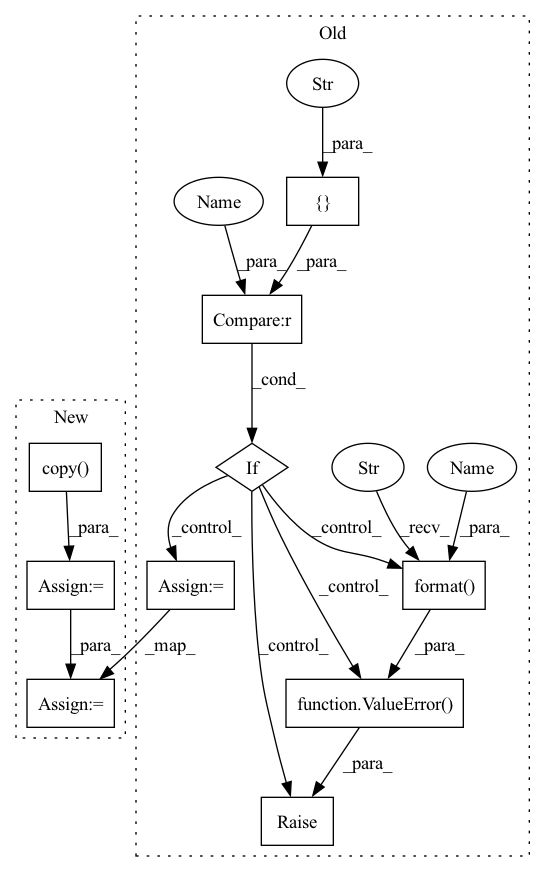 Old
Str
_para_
Name
{}
_para_
_para_
Compare:r
_cond_
New
copy()
If
Str
Name
_para_
_control_
_control_
_recv_
_para_
Assign:=
Assign:=
_control_
format()
_para_
_map_
_control_
_para_
Assign:=
function.ValueError()
_para_
Raise